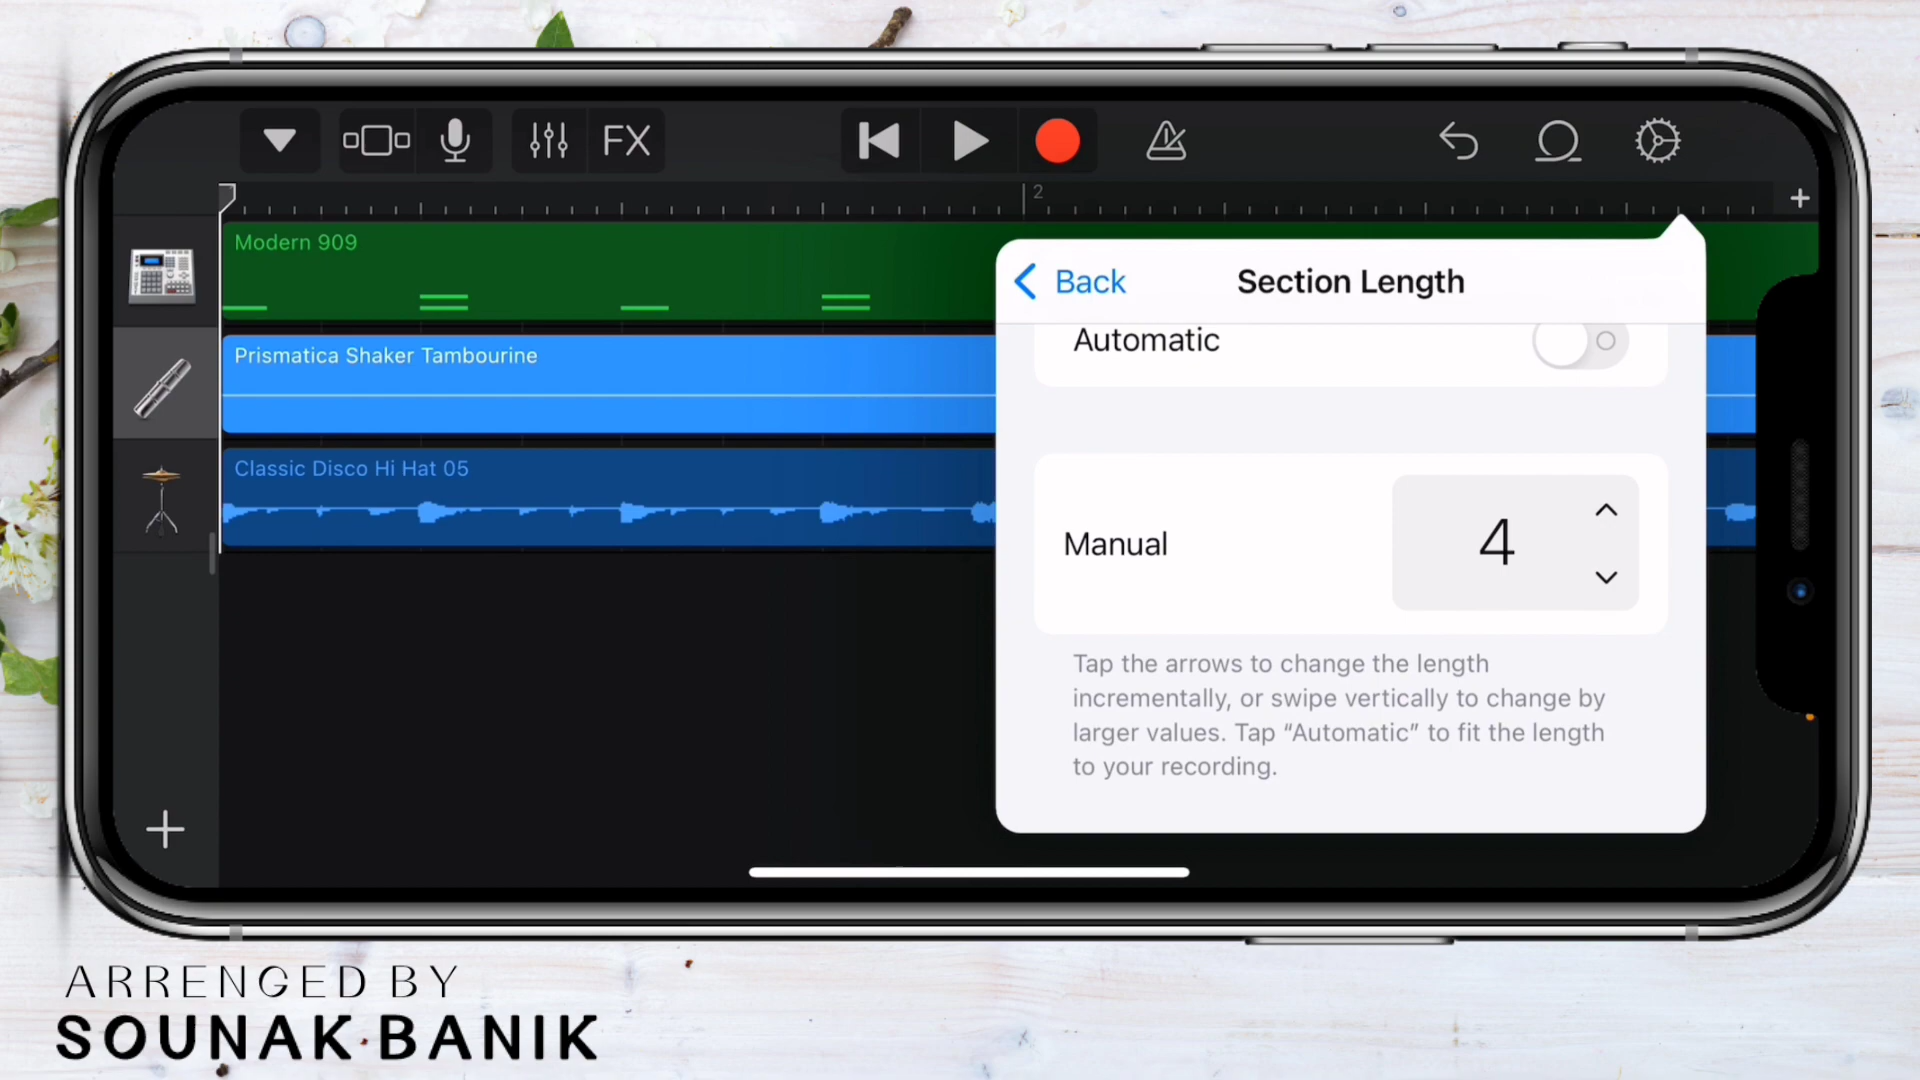 FX
2
Modern 909
Back
Section Length
Automatic
Prismatica Shaker Tambourine
Classic Disco Hi Hat 05
Manual
4
Tap the arrows to change the length
incrementally, or swipe vertically to change by
larger values. Tap “Automatic” to fit the length
to your recording.
ARRENGED BY
SOUNAK BANIK